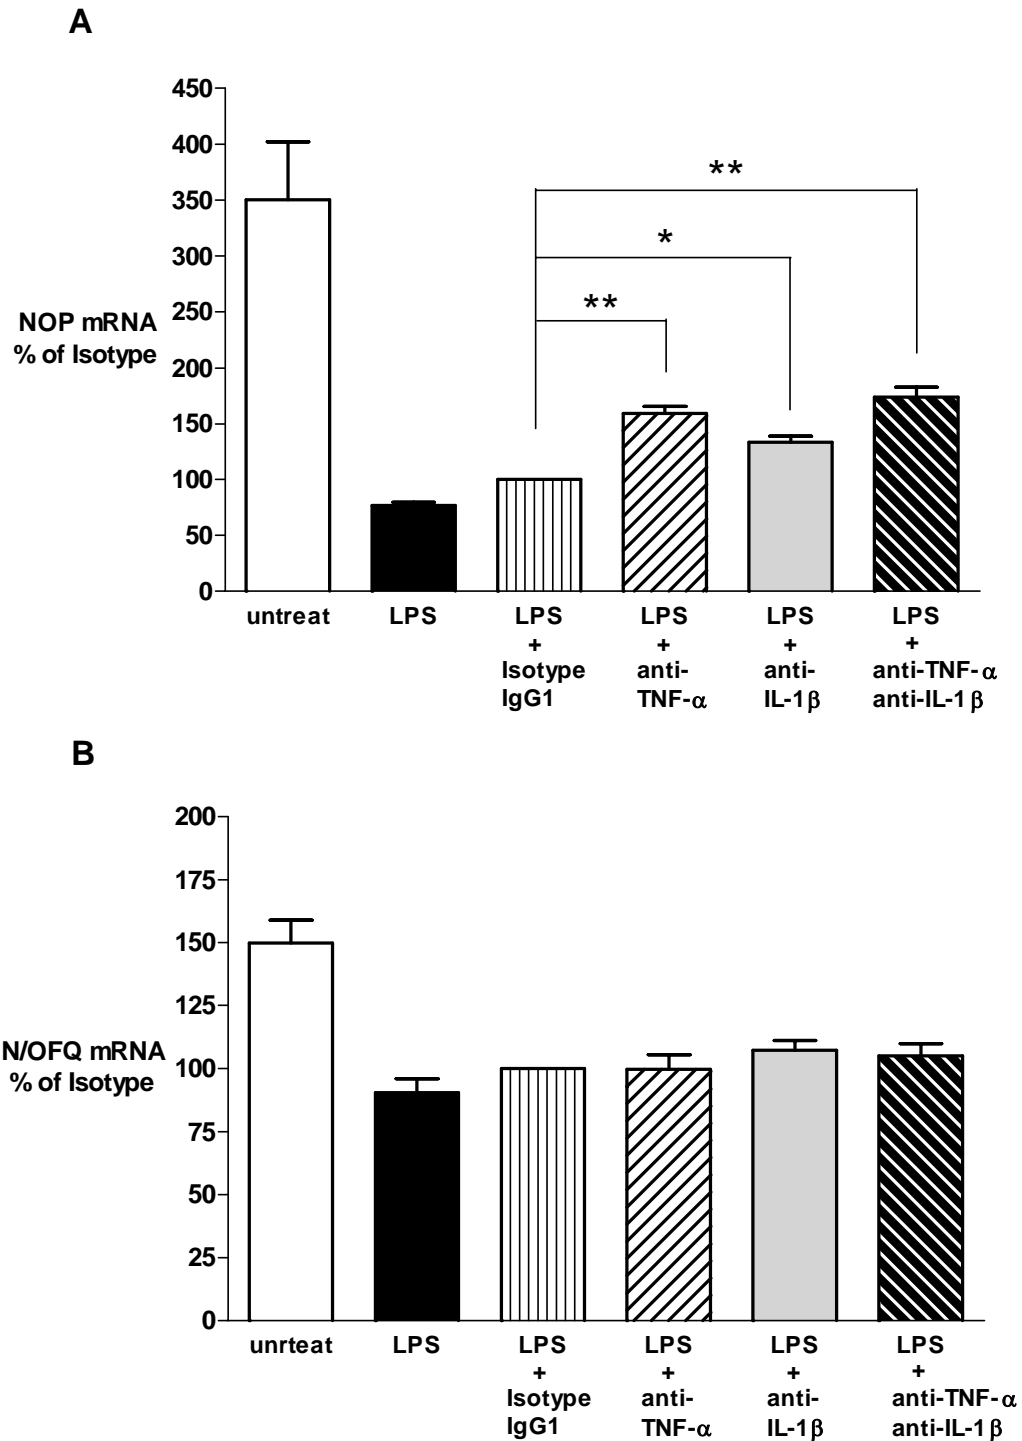 A
450
400
350
300
250
200
150
100
50
0
NOP mRNA
% of Isotype
**
*
**
untreat LPS LPS LPS LPS LPS
+ + + +
Isotype anti- anti- anti-TNF-α
IgG1 TNF-α IL-1β anti-IL-1β
B
200
175
150
125
100
75
50
25
0
N/OFQ mRNA
% of Isotype
unrteat LPS LPS LPS LPS LPS
+ + + +
Isotype anti- anti- anti-TNF-α
IgG1 TNF-α IL-1β anti-IL-1β